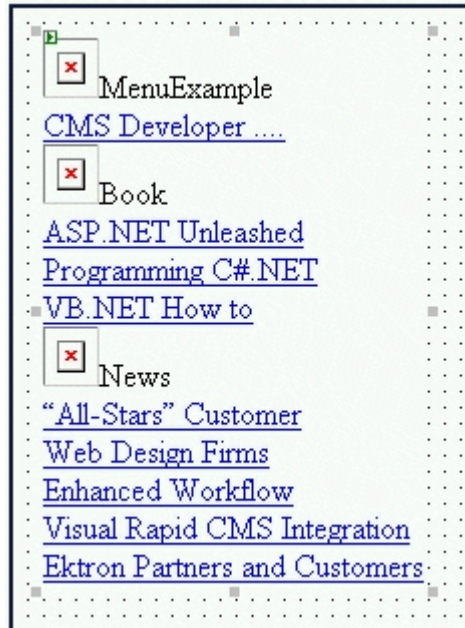 MenuExample
CMS Developer ....
Book
ASP.NET Unleashed
Programming C#.NET
VB.NET How to
News
“All-Stars” Customer
Web Design Firms
Enhanced Workflow
Visual Rapid CMS Integration
Ektron Partners and Customers